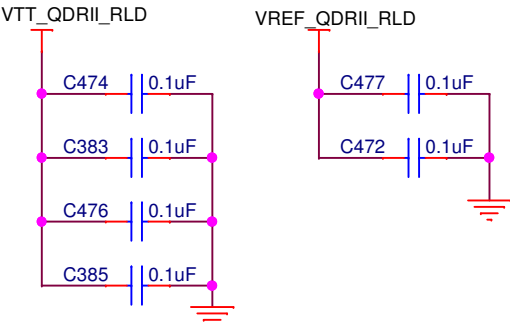 VTT_QDRII_RLD
VREF_QDRII_RLD
C474 0.1uF
C477 0.1uF
C383 0.1uF
C472 0.1uF
C476 0.1uF
C385 0.1uF